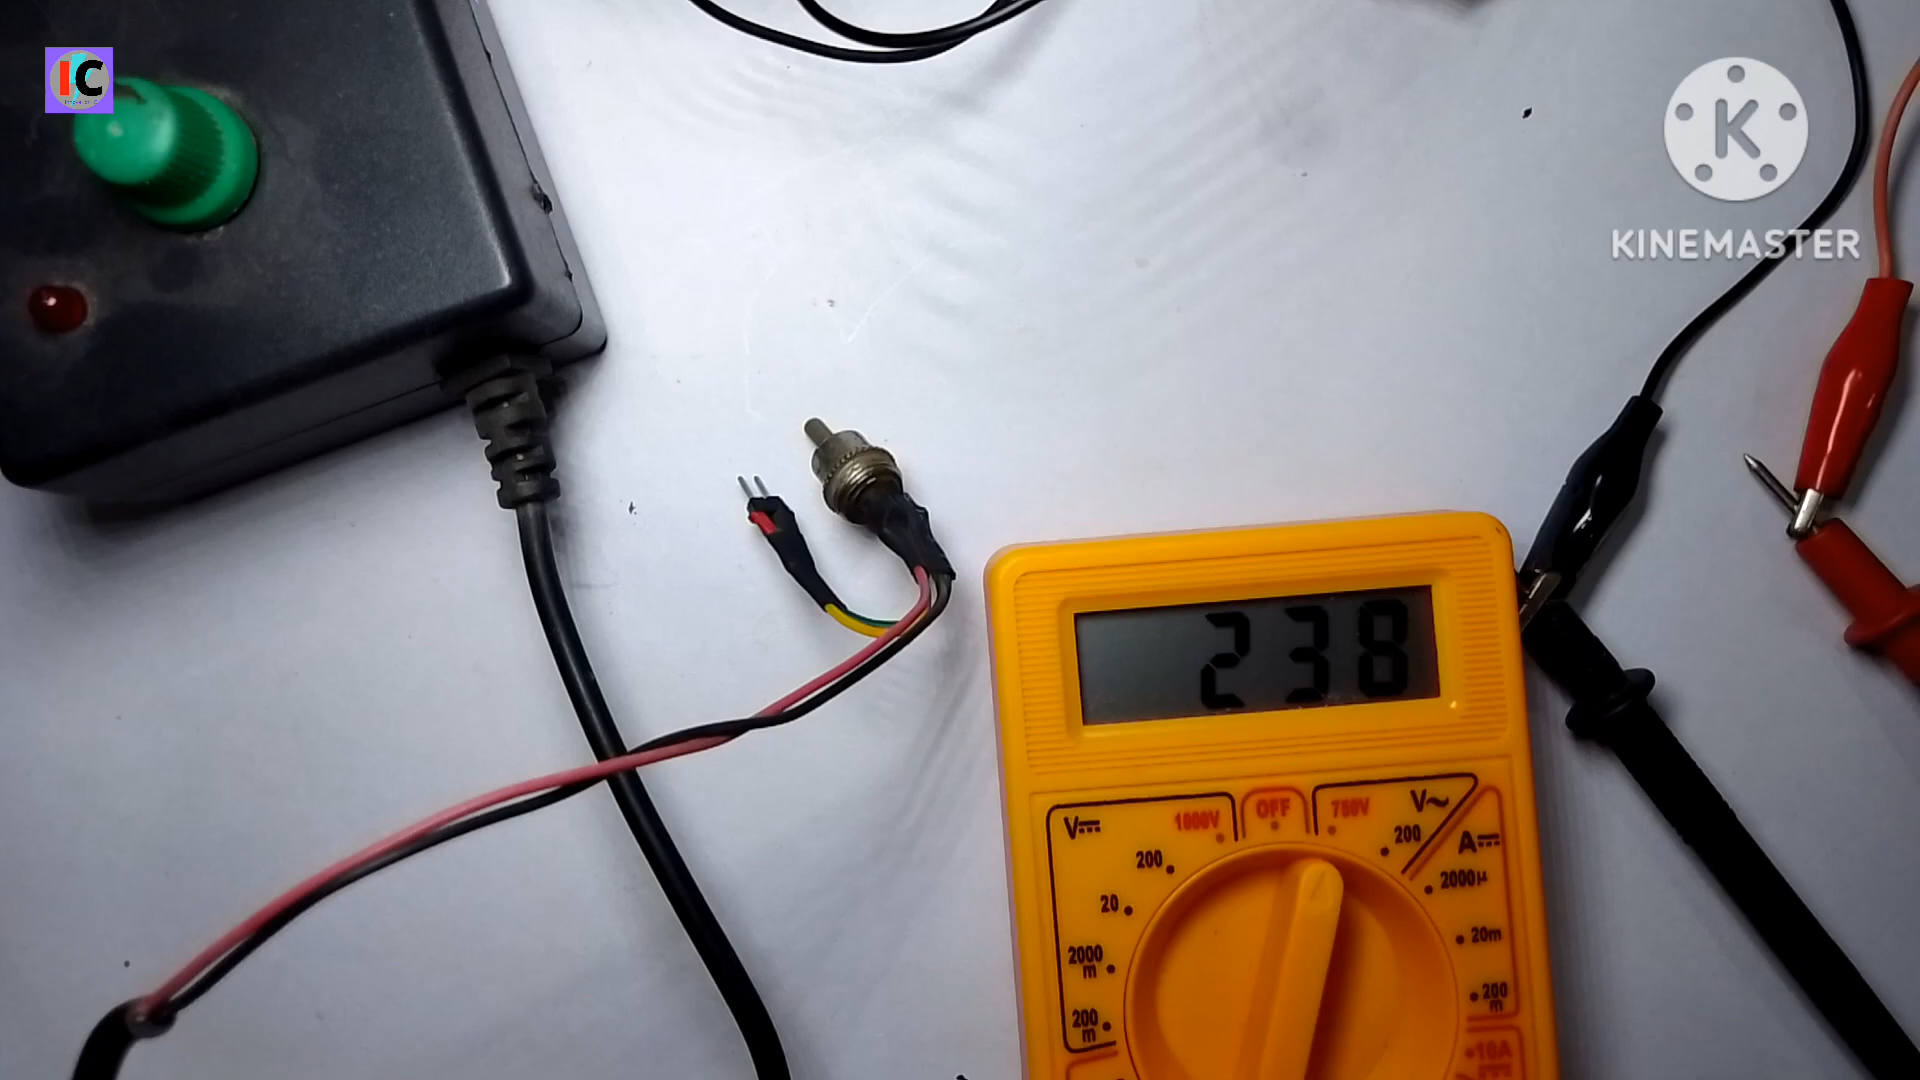 IC
K
KINEMASTER
238
V⎓
1000V
OFF
750V
V~
200
A⎓
200
2000µ
20
20m
2000
m
200
m
200
m
10A